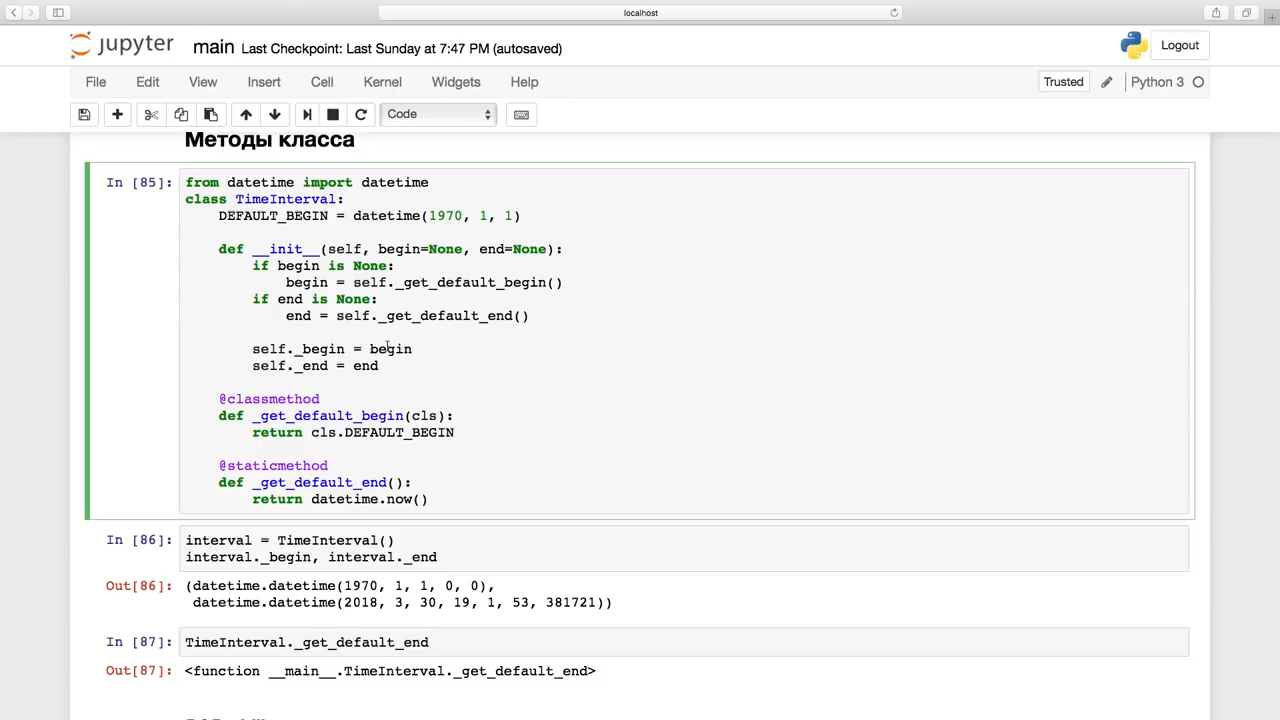 localhost
jupyter main Last Checkpoint: Last Sunday at 7:47 PM (autosaved) Logout
File Edit View Insert Cell Kernel Widgets Help Trusted Python 3
Code
Методы класса
In [85]: from datetime import datetime
class TimeInterval:
    DEFAULT_BEGIN = datetime(1970, 1, 1)
    def __init__(self, begin=None, end=None):
        if begin is None:
            begin = self._get_default_begin()
        if end is None:
            end = self._get_default_end()
        self._begin = begin
        self._end = end
    @classmethod
    def _get_default_begin(cls):
        return cls.DEFAULT_BEGIN
    @staticmethod
    def _get_default_end():
        return datetime.now()
In [86]: interval = TimeInterval()
interval._begin, interval._end
Out[86]: (datetime.datetime(1970, 1, 1, 0, 0),
 datetime.datetime(2018, 3, 30, 19, 1, 53, 381721))
In [87]: TimeInterval._get_default_end
Out[87]: <function __main__.TimeInterval._get_default_end>